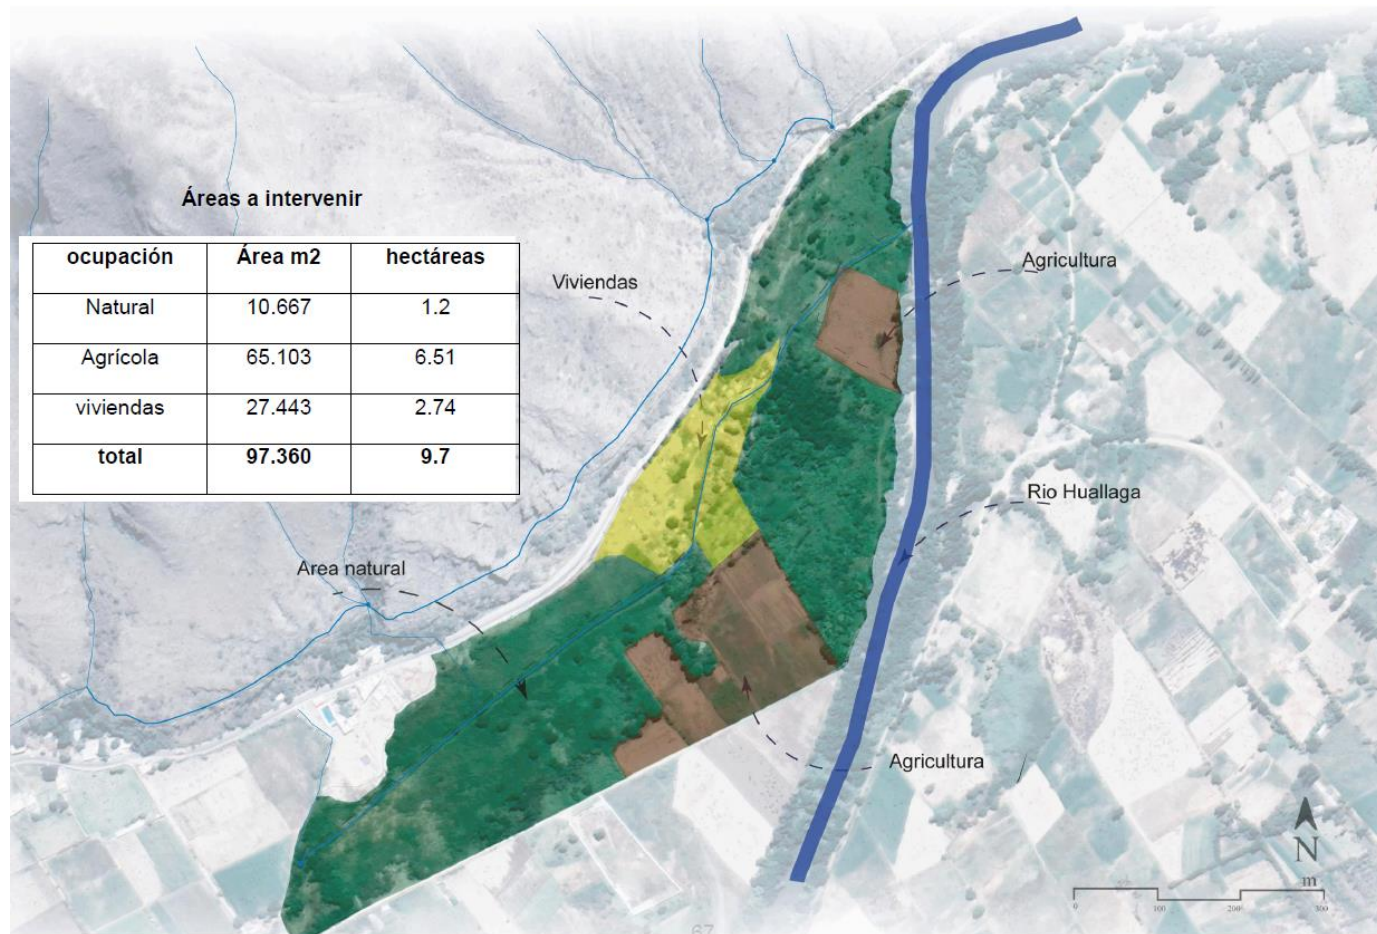 Áreas a intervenir
ocupación Área m2 hectáreas
Natural 10.667 1.2
Agrícola 65.103 6.51
viviendas 27.443 2.74
total 97.360 9.7
Viviendas
Agricultura
Rio Huallaga
Area natural
Agricultura
N
m
0 100 200 300
67